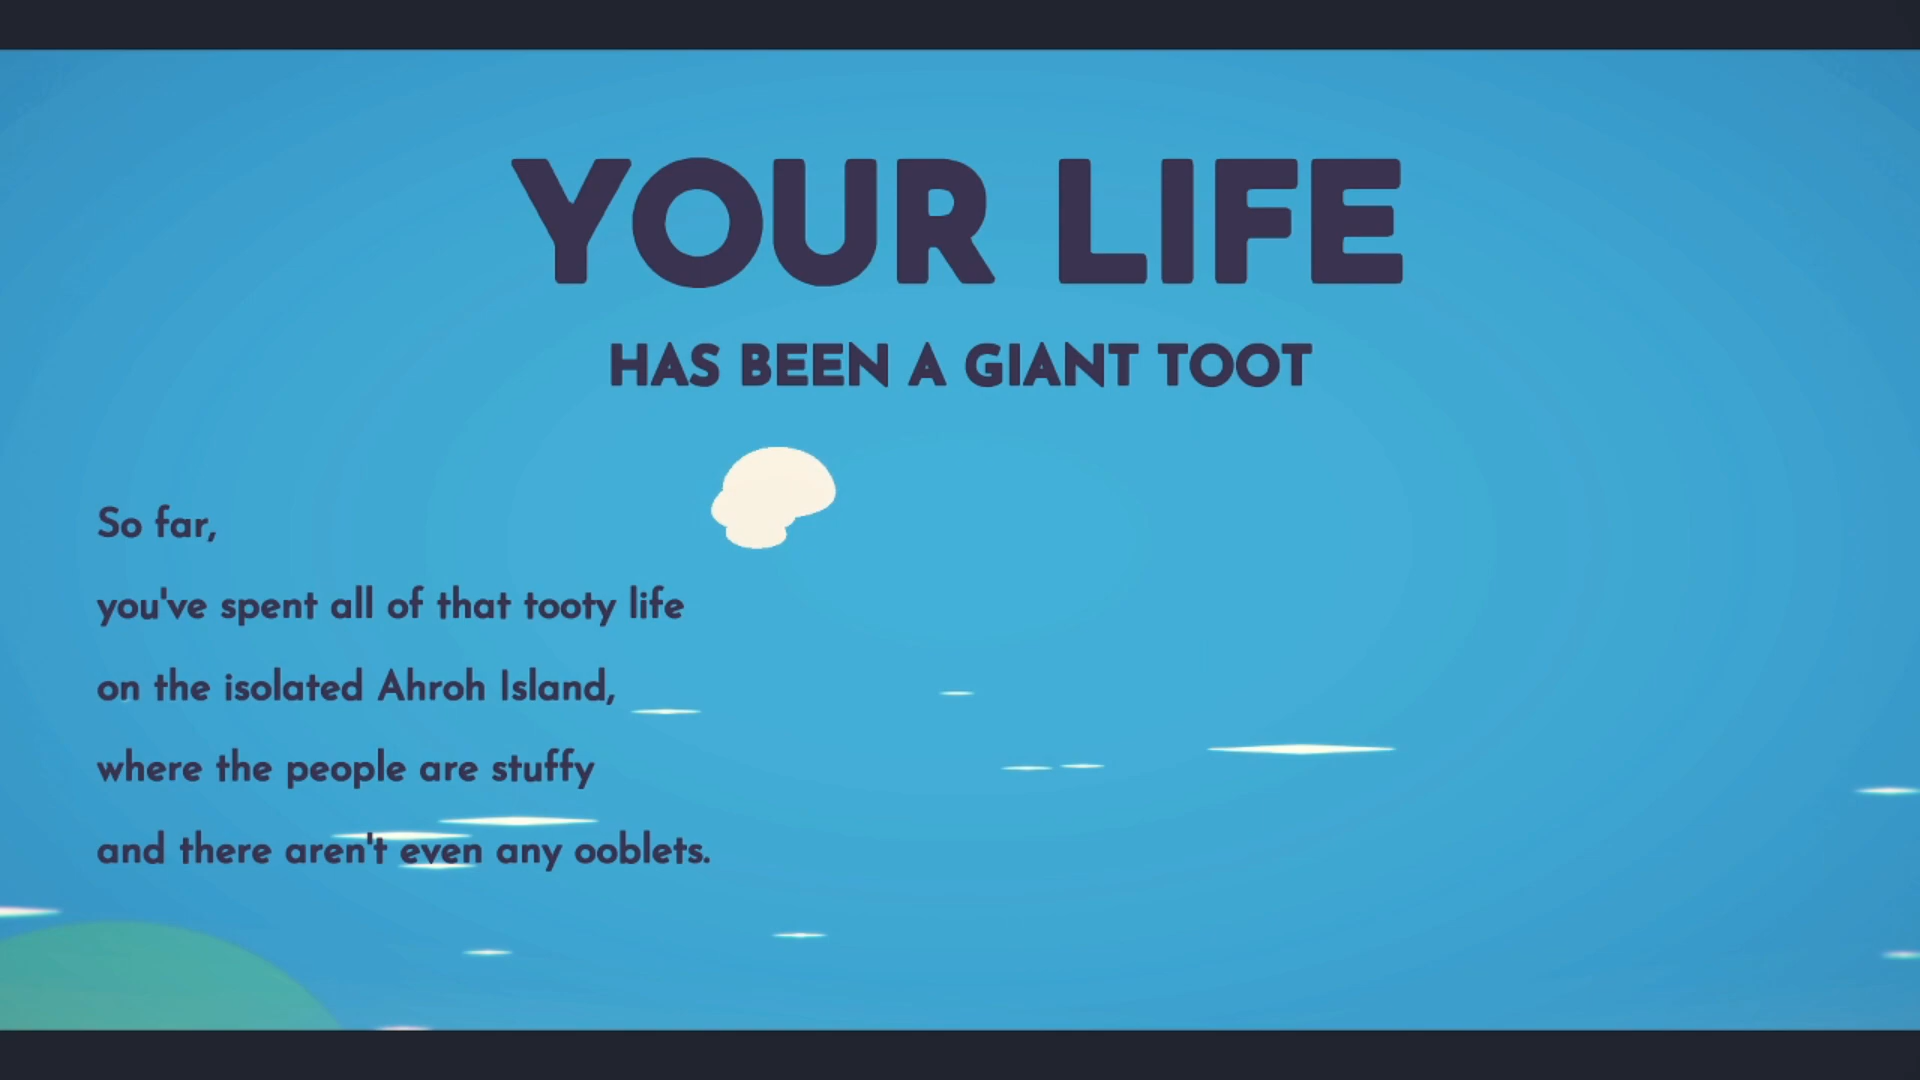 YOUR LIFE
HAS BEEN A GIANT TOOT
So far,
you've spent all of that tooty life
on the isolated Ahroh Island,
where the people are stuffy
and there aren't even any ooblets.